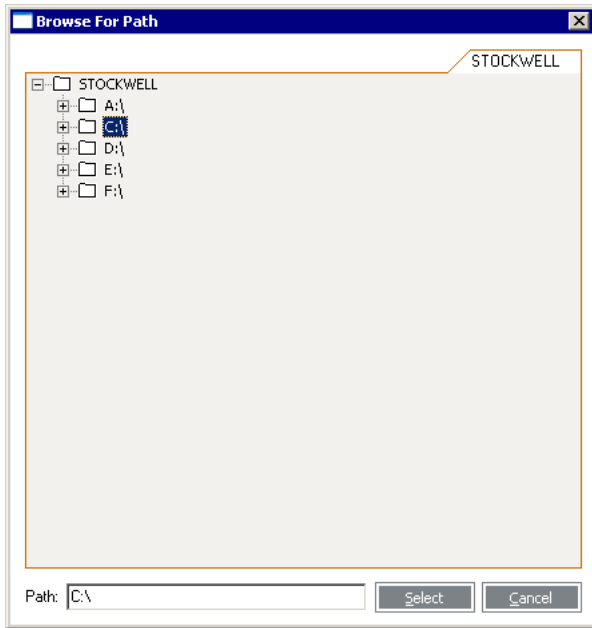 Browse For Path
STOCKWELL
STOCKWELL
A:\
C:\
D:\
E:\
F:\
Path: C:\ Select Cancel